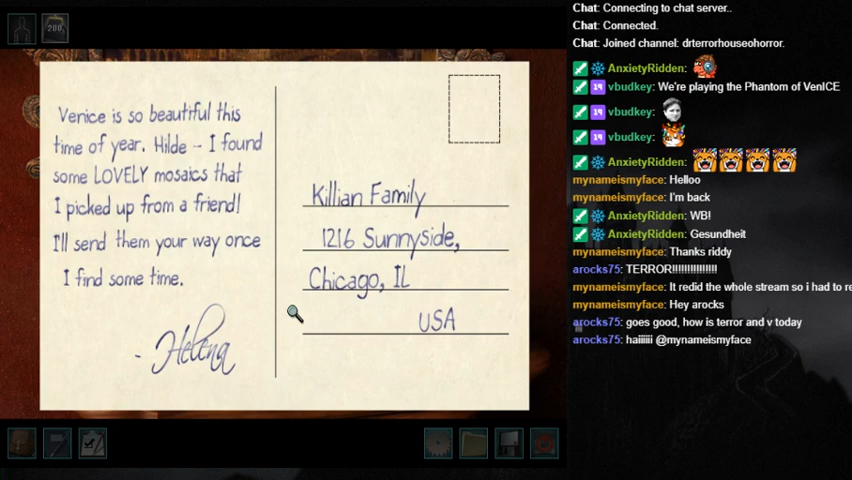 200
Venice is so beautiful this
time of year. Hilde - I found
some LOVELY mosaics that
I picked up from a friend!
I'll send them your way once
I find some time.
- Helena
Killian Family
1216 Sunnyside,
Chicago, IL
USA
Chat: Connecting to chat server..
Chat: Connected.
Chat: Joined channel: drterrorhouseohorror.
AnxietyRidden:
vbudkey: We're playing the Phantom of VenICE
vbudkey:
vbudkey:
AnxietyRidden:
mynameismyface: Helloo
mynameismyface: I'm back
AnxietyRidden: WB!
AnxietyRidden: Gesundheit
mynameismyface: Thanks riddy
arocks75: TERROR!!!!!!!!!!!!!!!!
mynameismyface: It redid the whole stream so i had to re
mynameismyface: Hey arocks
arocks75: goes good, how is terror and v today
arocks75: haiiiiii @mynameismyface